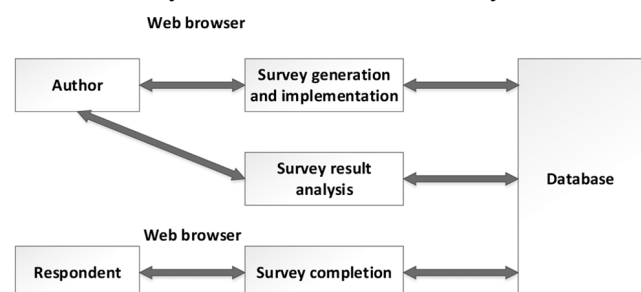 Web browser
Author
Survey generation
and implementation
Survey result
analysis
Database
Web browser
Respondent
Survey completion